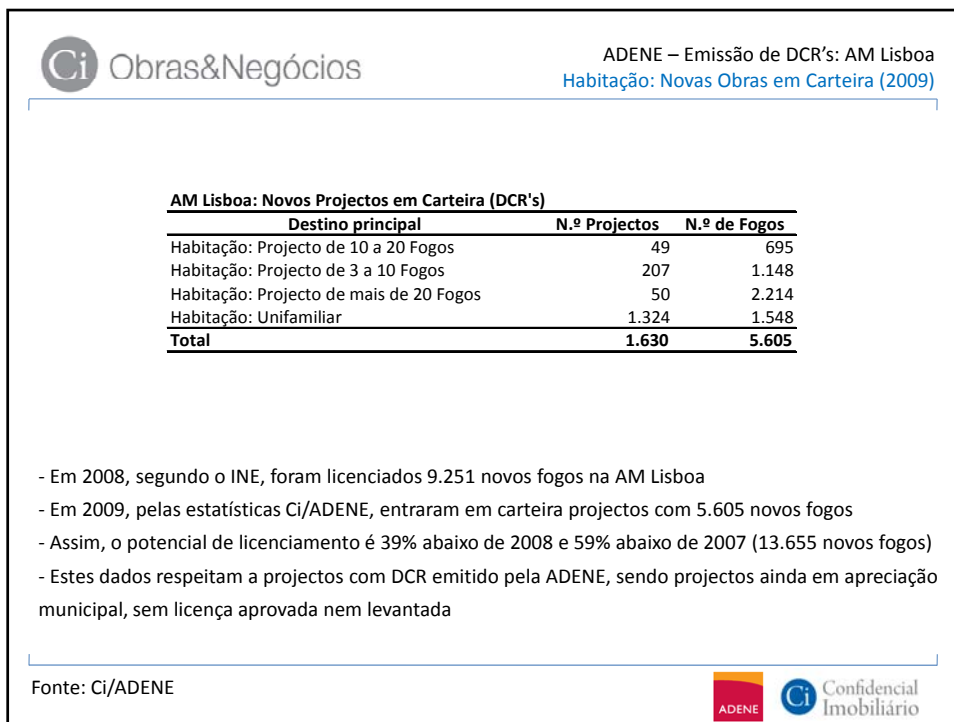 Ci Obras&Negócios
ADENE – Emissão de DCR's: AM Lisboa
Habitação: Novas Obras em Carteira (2009)
AM Lisboa: Novos Projectos em Carteira (DCR's)
Destino principal N.º Projectos N.º de Fogos
Habitação: Projecto de 10 a 20 Fogos 49 695
Habitação: Projecto de 3 a 10 Fogos 207 1.148
Habitação: Projecto de mais de 20 Fogos 50 2.214
Habitação: Unifamiliar 1.324 1.548
Total 1.630 5.605
- Em 2008, segundo o INE, foram licenciados 9.251 novos fogos na AM Lisboa
- Em 2009, pelas estatísticas Ci/ADENE, entraram em carteira projectos com 5.605 novos fogos
- Assim, o potencial de licenciamento é 39% abaixo de 2008 e 59% abaixo de 2007 (13.655 novos fogos)
- Estes dados respeitam a projectos com DCR emitido pela ADENE, sendo projectos ainda em apreciação
municipal, sem licença aprovada nem levantada
Fonte: Ci/ADENE
ADENE
Ci Confidencial
Imobiliário